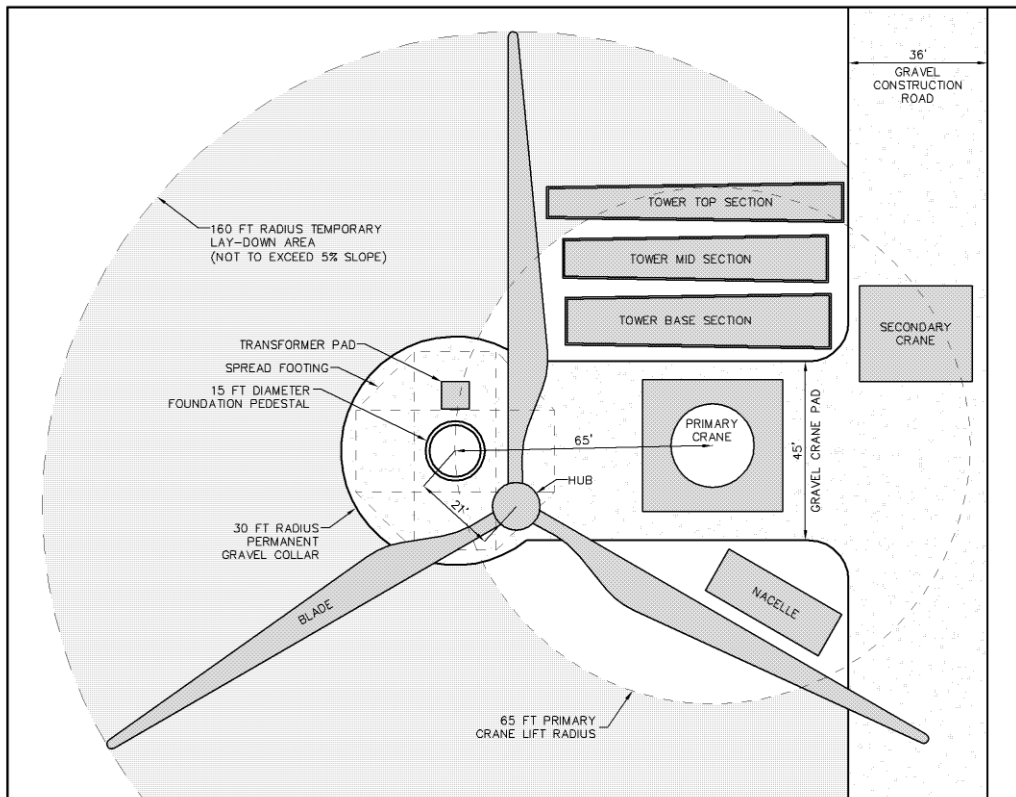 36'
GRAVEL
CONSTRUCTION
ROAD
TOWER TOP SECTION
160 FT RADIUS TEMPORARY
LAY-DOWN AREA
(NOT TO EXCEED 5% SLOPE)
TOWER MID SECTION
TOWER BASE SECTION
SECONDARY
CRANE
TRANSFORMER PAD
SPREAD FOOTING
15 FT DIAMETER
FOUNDATION PEDESTAL
PRIMARY
CRANE
65'
45'
GRAVEL CRANE PAD
HUB
21'
30 FT RADIUS
PERMANENT
GRAVEL COLLAR
BLADE
NACELLE
65 FT PRIMARY
CRANE LIFT RADIUS